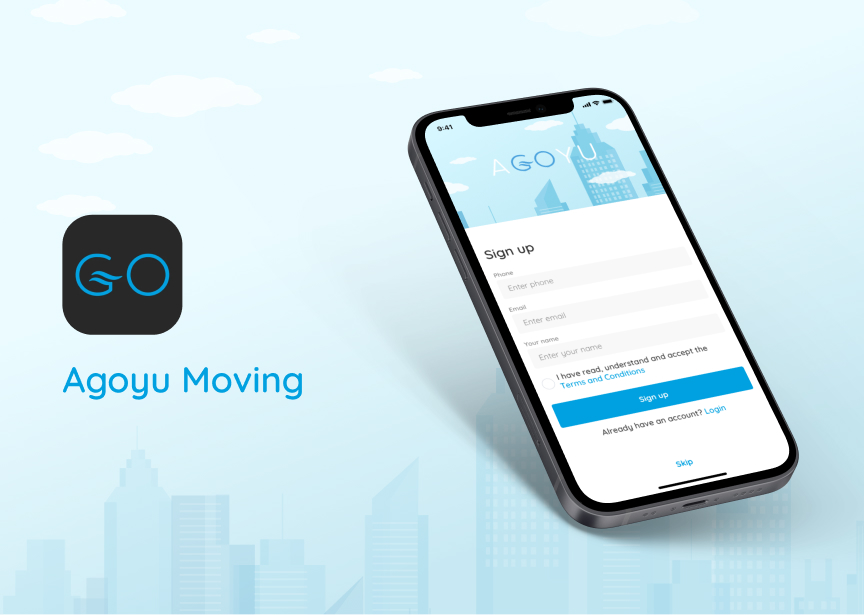 GO
Agoyu Moving
9:41
AGOYU
Sign up
Phone
Enter phone
Email
Enter email
Your name
Enter your name
I have read, understand and accept the
Terms and Conditions
Sign up
Already have an account? Login
Skip